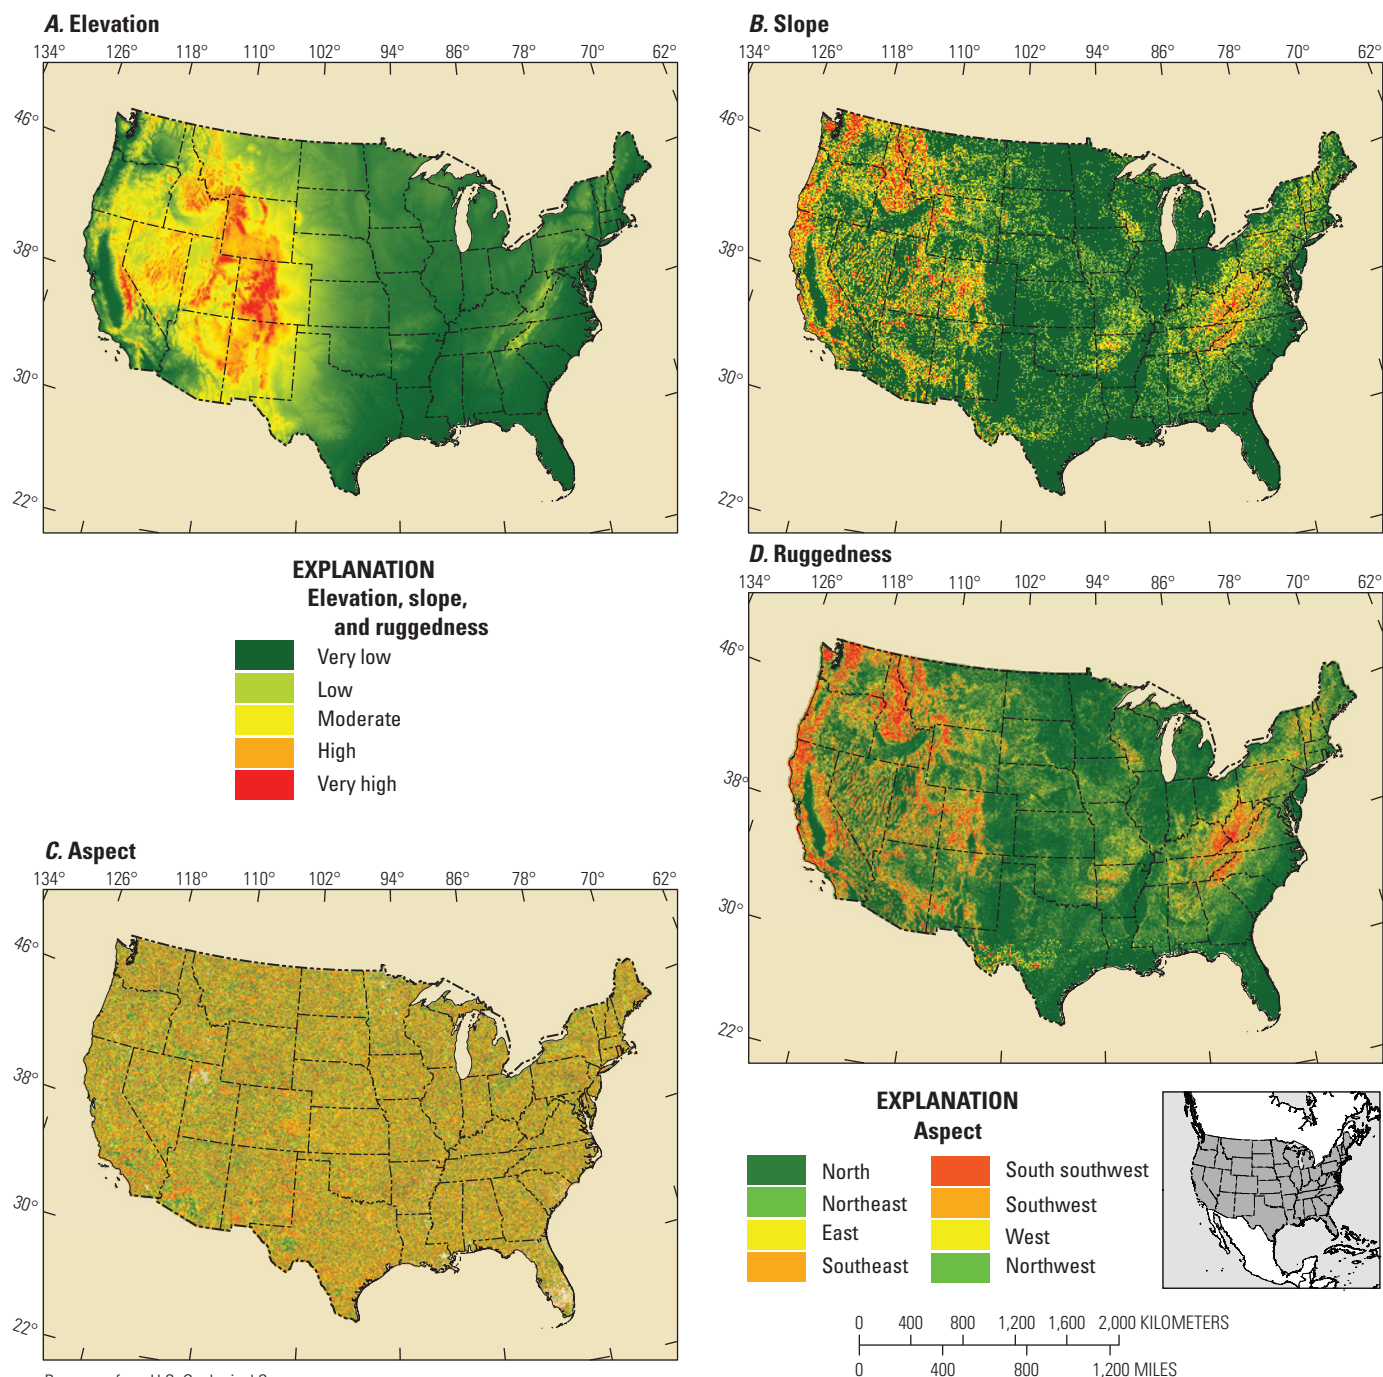 A. Elevation
134° 126° 118° 110° 102° 94° 86° 78° 70° 62°
46°
38°
30°
22°
B. Slope
134° 126° 118° 110° 102° 94° 86° 78° 70° 62°
46°
38°
30°
22°
EXPLANATION
Elevation, slope,
and ruggedness
Very low
Low
Moderate
High
Very high
D. Ruggedness
134° 126° 118° 110° 102° 94° 86° 78° 70° 62°
46°
38°
30°
22°
C. Aspect
134° 126° 118° 110° 102° 94° 86° 78° 70° 62°
46°
38°
30°
22°
EXPLANATION
Aspect
North
Northeast
East
Southeast
South southwest
Southwest
West
Northwest
0 400 800 1,200 1,600 2,000 KILOMETERS
0 400 800 1,200 MILES